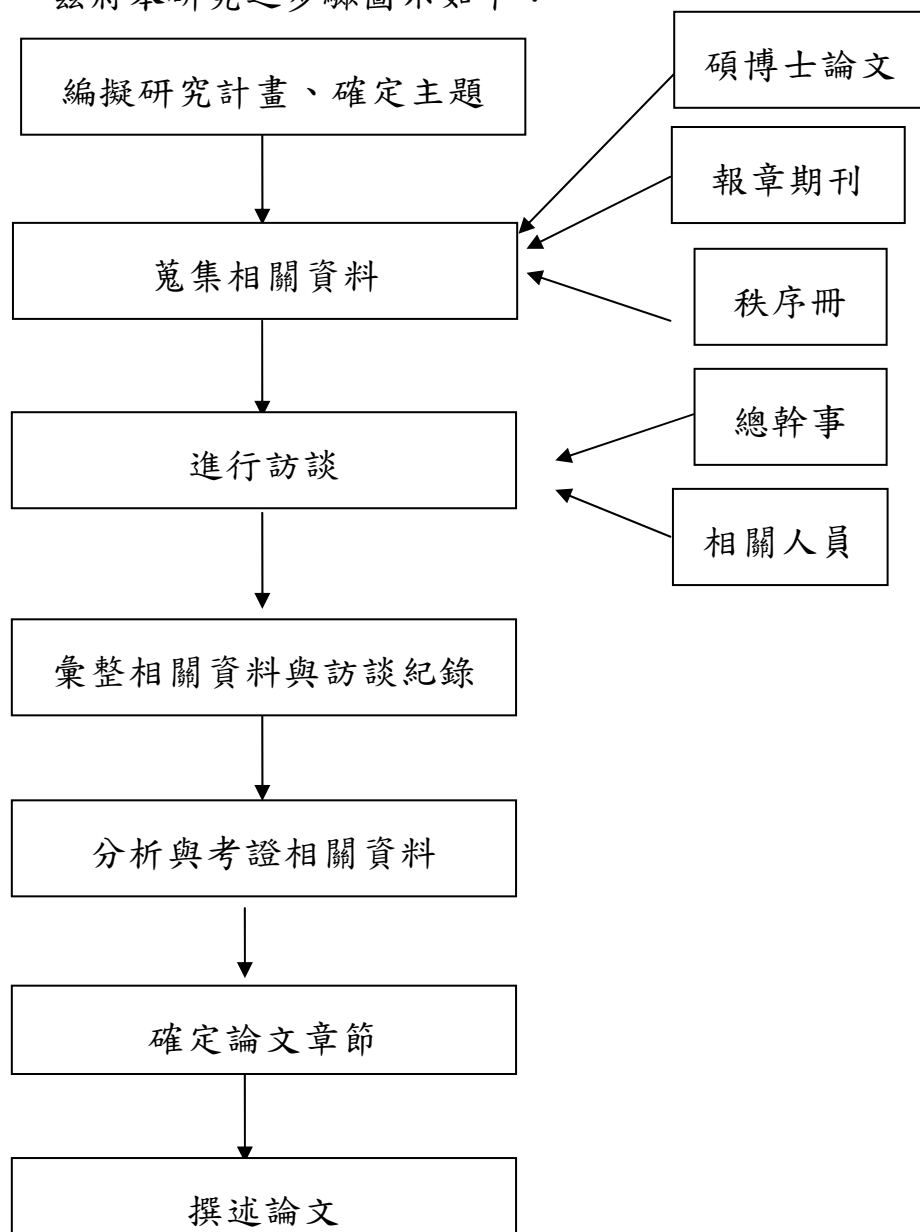 茲將本研究之步驟圖示如下：
編擬研究計畫、確定主題
碩博士論文
報章期刊
蒐集相關資料
秩序冊
總幹事
進行訪談
相關人員
彙整相關資料與訪談紀錄
分析與考證相關資料
確定論文章節
撰述論文